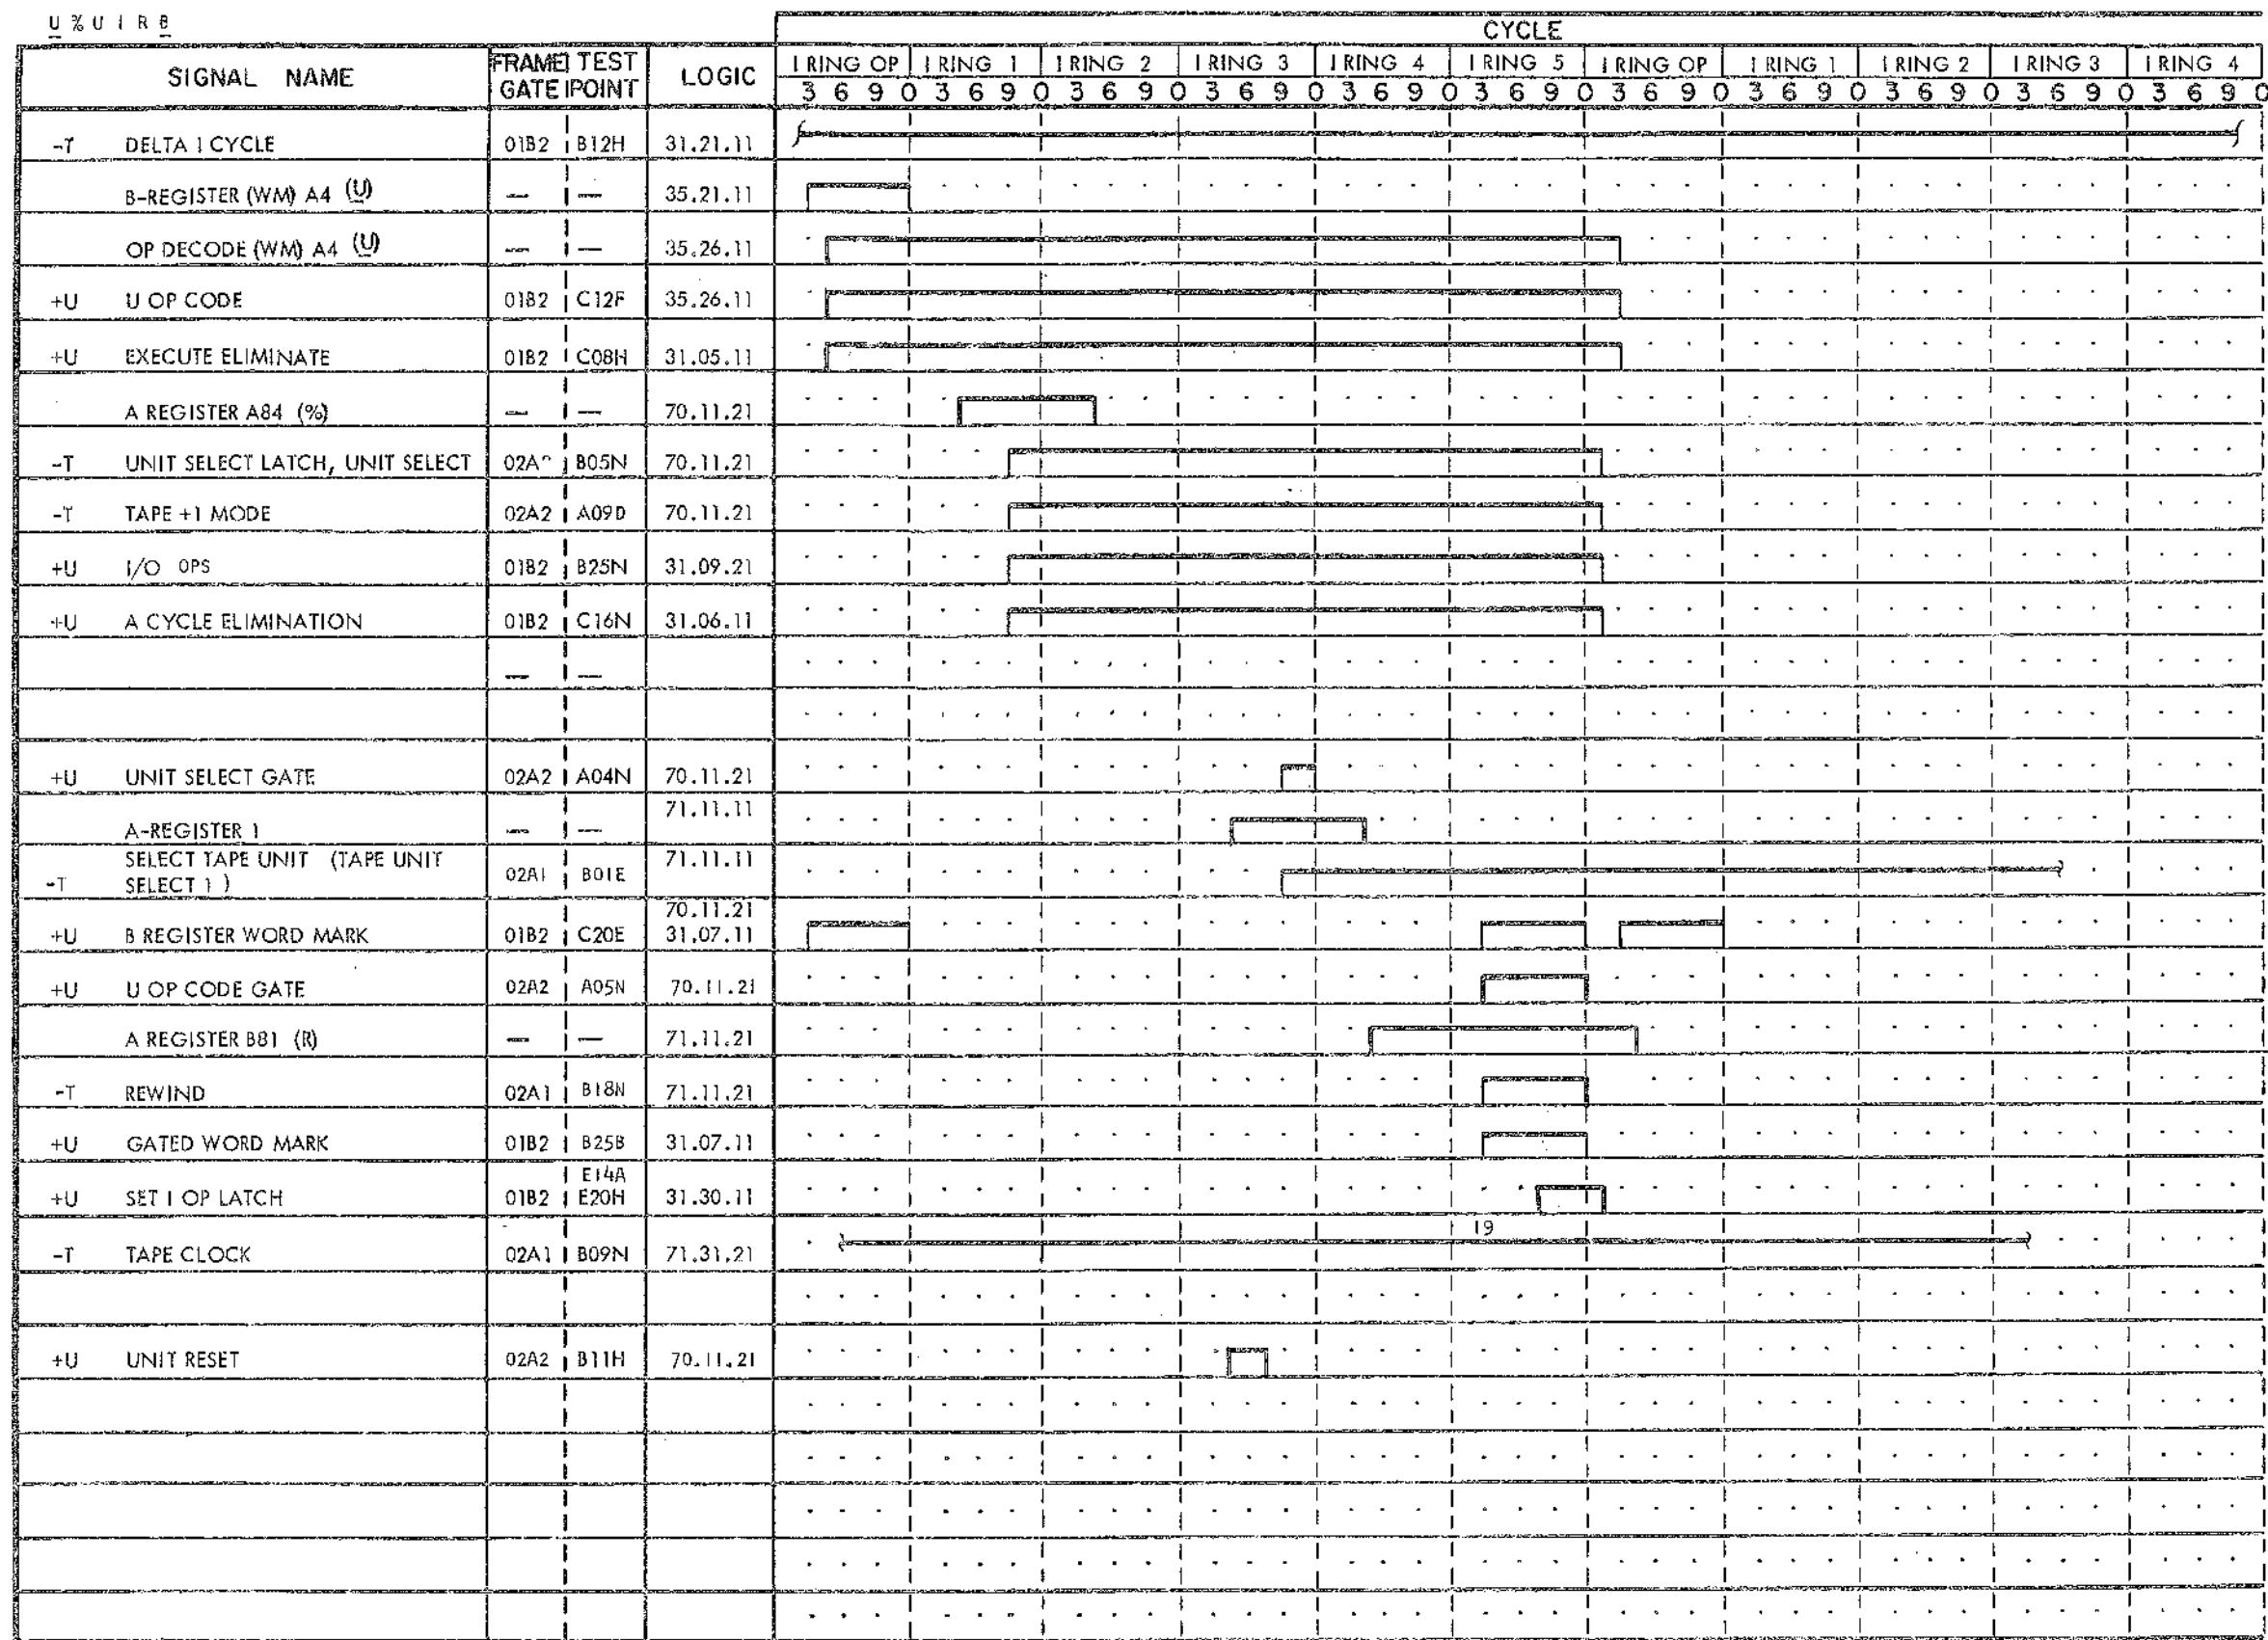 U % U 1 R B
CYCLE
SIGNAL NAME FRAME GATE TEST POINT LOGIC I RING OP I RING 1 I RING 2 I RING 3 I RING 4 I RING 5 I RING OP I RING 1 I RING 2 I RING 3 I RING 4
3 6 9 0 3 6 9 0 3 6 9 0 3 6 9 0 3 6 9 0 3 6 9 0 3 6 9 0 3 6 9 0 3 6 9 0 3 6 9 0 3 6 9 0
-T DELTA I CYCLE 01B2 B12H 31.21.11
B-REGISTER (WM) A4 (U) — — 35.21.11
OP DECODE (WM) A4 (U) — — 35.26.11
+U U OP CODE 01B2 C12F 35.26.11
+U EXECUTE ELIMINATE 01B2 C08H 31.05.11
A REGISTER A84 (%) — — 70.11.21
-T UNIT SELECT LATCH, UNIT SELECT B05N 70.11.21
-T TAPE +1 MODE 02A2 A09D 70.11.21
+U I/O OPS 01B2 B25N 31.09.21
+U A CYCLE ELIMINATION 01B2 C16N 31.06.11
— —
+U UNIT SELECT GATE 02A2 A04N 70.11.21
71.11.11
A-REGISTER 1 — —
SELECT TAPE UNIT (TAPE UNIT 71.11.11
-T SELECT 1 ) 02A1 B01E
70.11.21
+U B REGISTER WORD MARK 01B2 C20E 31.07.11
+U U OP CODE GATE 02A2 A05N 70.11.21
A REGISTER B81 (R) — — 71.11.21
-T REWIND 02A1 B18N 71.11.21
+U GATED WORD MARK 01B2 B25B 31.07.11
E14A
+U SET I OP LATCH 01B2 E20H 31.30.11
19
-T TAPE CLOCK 02A1 B09N 71.31.21
+U UNIT RESET 02A2 B11H 70.11.21